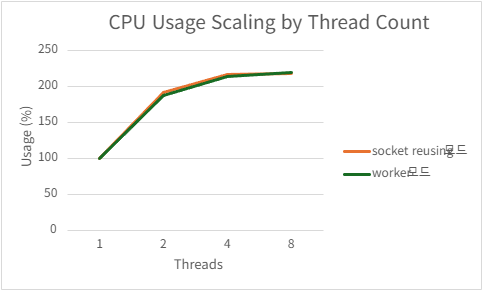 CPU Usage Scaling by Thread Count
250
200
150
100
50
0
Usage (%)
1 2 4 8
Threads
socket reusing모드
worker모드